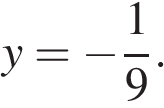 y = −1/9.